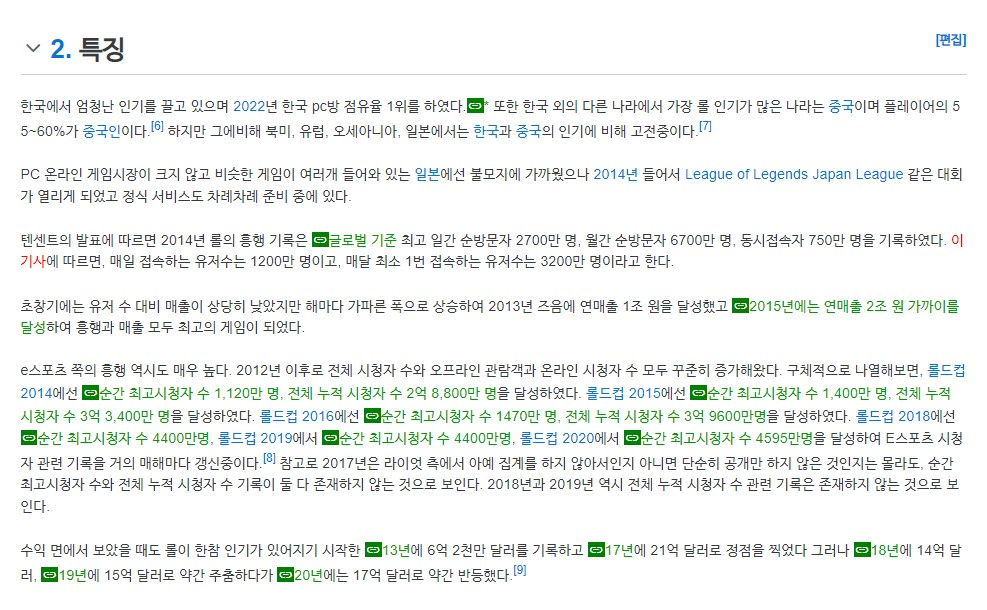 2. 특징
[편집]
한국에서 엄청난 인기를 끌고 있으며 2022년 한국 pc방 점유율 1위를 하였다.* 또한 한국 외의 다른 나라에서 가장 롤 인기가 많은 나라는 중국이며 플레이어의 5
5~60%가 중국인이다.[6] 하지만 그에비해 북미, 유럽, 오세아니아, 일본에서는 한국과 중국의 인기에 비해 고전중이다.[7]
PC 온라인 게임시장이 크지 않고 비슷한 게임이 여러개 들어와 있는 일본에선 불모지에 가까웠으나 2014년 들어서 League of Legends Japan League 같은 대회
가 열리게 되었고 정식 서비스도 차례차례 준비 중에 있다.
텐센트의 발표에 따르면 2014년 롤의 흥행 기록은 글로벌 기준 최고 일간 순방문자 2700만 명, 월간 순방문자 6700만 명, 동시접속자 750만 명을 기록하였다. 이
기사에 따르면, 매일 접속하는 유저수는 1200만 명이고, 매달 최소 1번 접속하는 유저수는 3200만 명이라고 한다.
초창기에는 유저 수 대비 매출이 상당히 낮았지만 해마다 가파른 폭으로 상승하여 2013년 즈음에 연매출 1조 원을 달성했고 2015년에는 연매출 2조 원 가까이를
달성하여 흥행과 매출 모두 최고의 게임이 되었다.
e스포츠 쪽의 흥행 역시도 매우 높다. 2012년 이후로 전체 시청자 수와 오프라인 관람객과 온라인 시청자 수 모두 꾸준히 증가해왔다. 구체적으로 나열해보면, 롤드컵
2014에선 순간 최고시청자 수 1,120만 명, 전체 누적 시청자 수 2억 8,800만 명을 달성하였다. 롤드컵 2015에선 순간 최고시청자 수 1,400만 명, 전체 누적
시청자 수 3억 3,400만 명을 달성하였다. 롤드컵 2016에선 순간 최고시청자 수 1470만 명, 전체 누적 시청자 수 3억 9600만명을 달성하였다. 롤드컵 2018에선
순간 최고시청자 수 4400만명, 롤드컵 2019에서 순간 최고시청자 수 4400만명, 롤드컵 2020에서 순간 최고시청자 수 4595만명을 달성하여 E스포츠 시청
자 관련 기록을 거의 매해마다 갱신중이다.[8] 참고로 2017년은 라이엇 측에서 아예 집계를 하지 않아서인지 아니면 단순히 공개만 하지 않은 것인지는 몰라도, 순간
최고시청자 수와 전체 누적 시청자 수 기록이 둘 다 존재하지 않는 것으로 보인다. 2018년과 2019년 역시 전체 누적 시청자 수 관련 기록은 존재하지 않는 것으로 보
인다.
수익 면에서 보았을 때도 롤이 한참 인기가 있어지기 시작한 13년에 6억 2천만 달러를 기록하고 17년에 21억 달러로 정점을 찍었다 그러나 18년에 14억 달
러, 19년에 15억 달러로 약간 주춤하다가 20년에는 17억 달러로 약간 반등했다.[9]